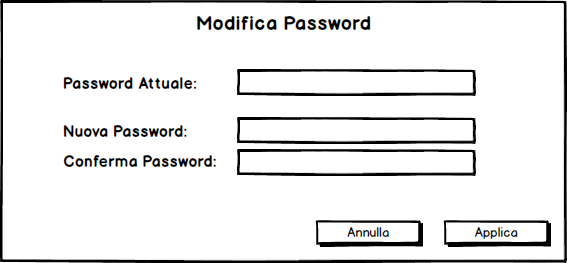 Modifica Password
Password Attuale:
Nuova Password:
Conferma Password:
Annulla
Applica